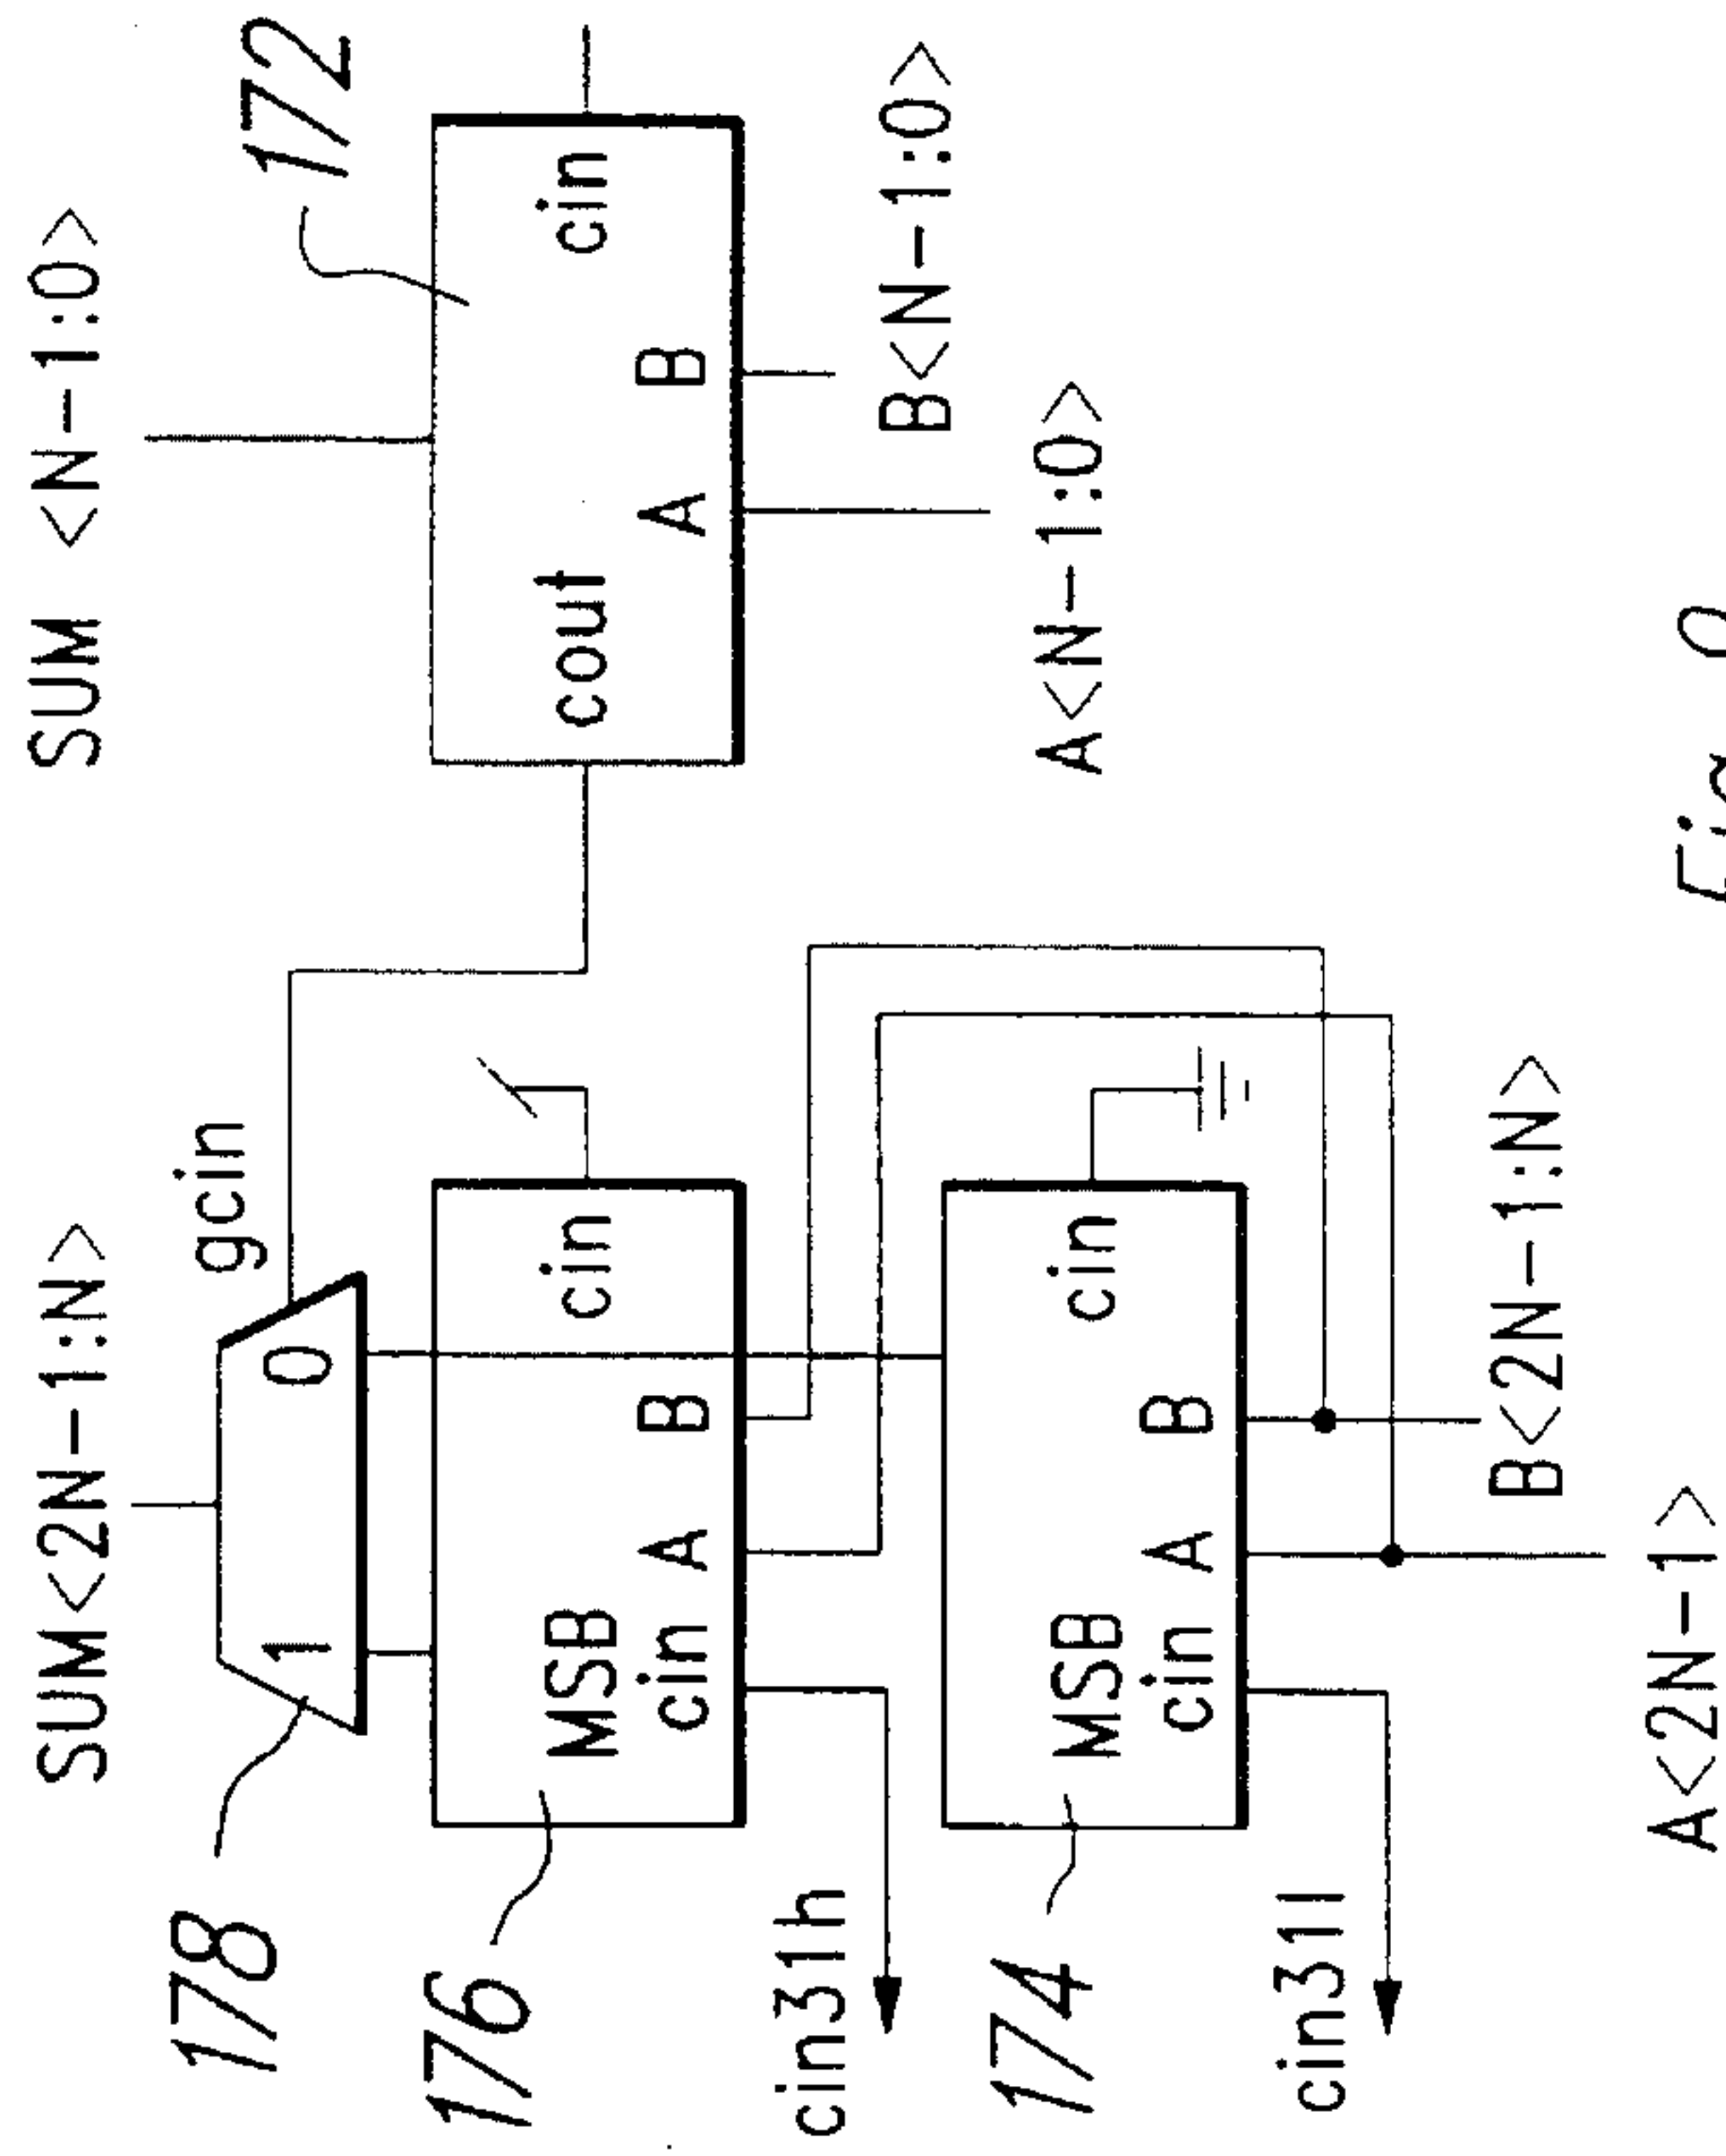 SUM<2N-1:N>
SUM <N-1:0>
178
1
0
gcin
172
176
MSB
cin
cin
A
B
cout
cin
A
B
cin31h
B<N-1:0>
A<N-1:0>
174
MSB
cin
cin
A
B
cin31l
B<2N-1:N>
A<2N-1>